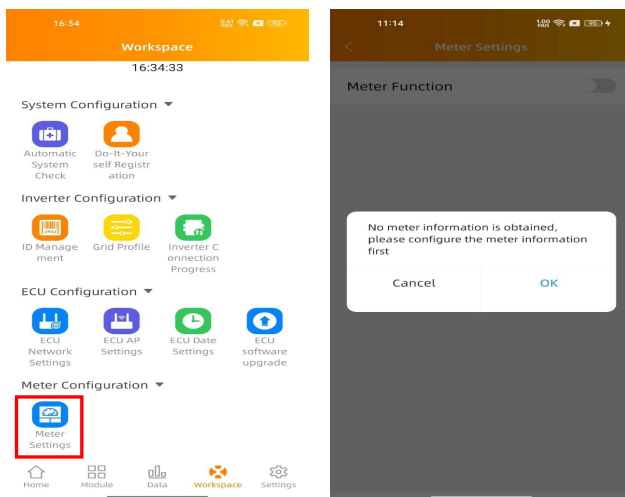 16:34
Workspace
16:34:33
System Configuration
Automatic
System
Check
Do-It-Your
self Registr
ation
Inverter Configuration
ID Manage
ment
Grid Profile
Inverter C
onnection
Progress
ECU Configuration
ECU
Network
Settings
ECU AP
Settings
ECU Date
Settings
ECU
software
upgrade
Meter Configuration
Meter
Settings
Home
Module
Data
Workspace
Settings
11:14
1.00
Meter Settings
Meter Function
No meter information is obtained,
please configure the meter information
first
Cancel
OK